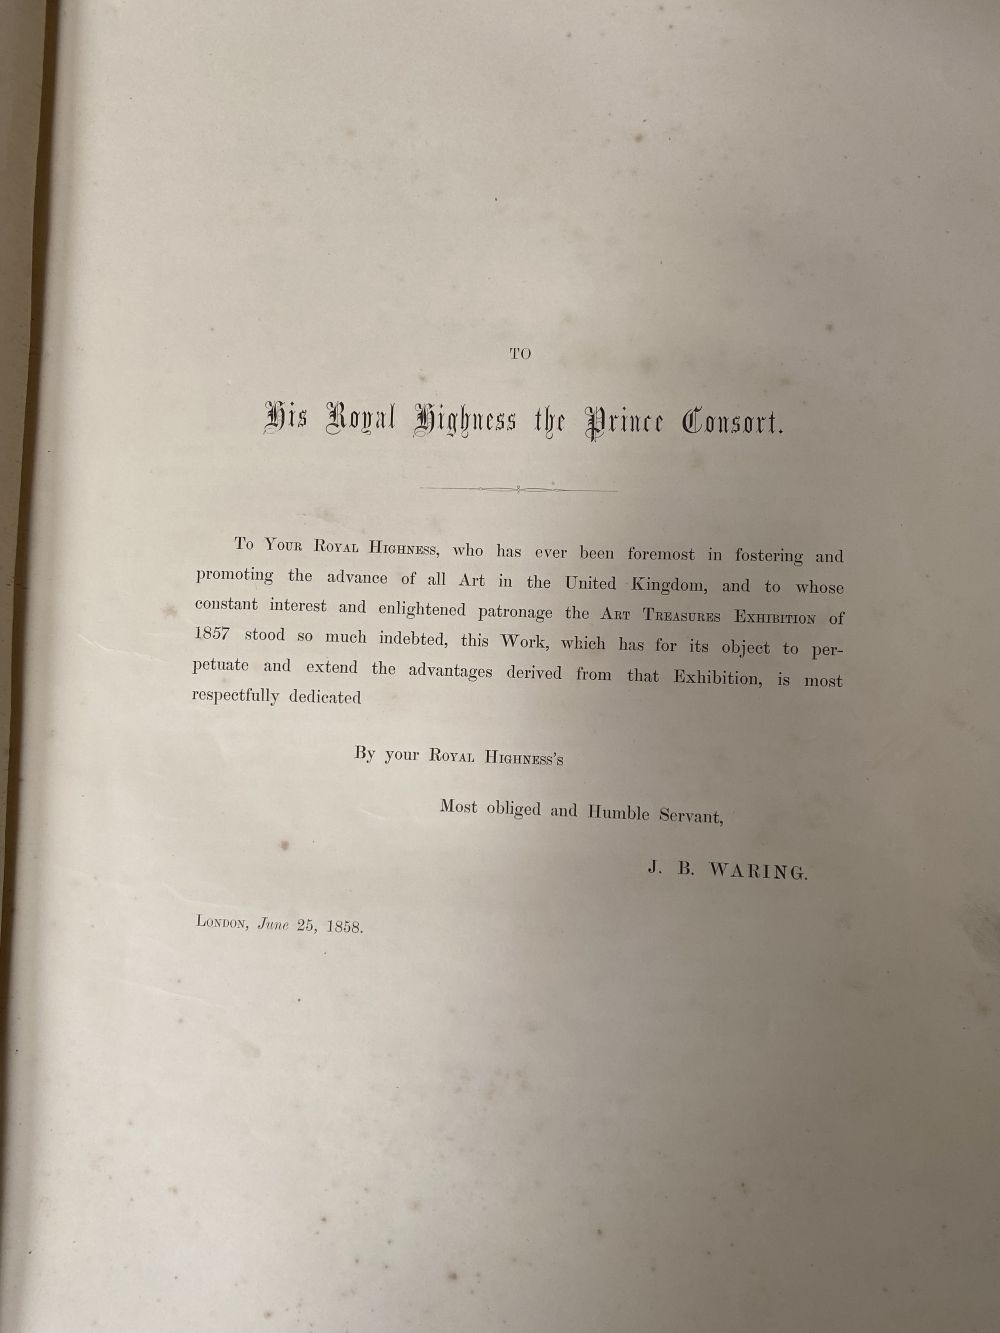 TO
His Royal Highness the Prince Consort.
To Your Royal Highness, who has ever been foremost in fostering and
promoting the advance of all Art in the United Kingdom, and to whose
constant interest and enlightened patronage the Art Treasures Exhibition of
1857 stood so much indebted, this Work, which has for its object to per-
petuate and extend the advantages derived from that Exhibition, is most
respectfully dedicated
By your Royal Highness's
Most obliged and Humble Servant,
J. B. WARING.
London, June 25, 1858.